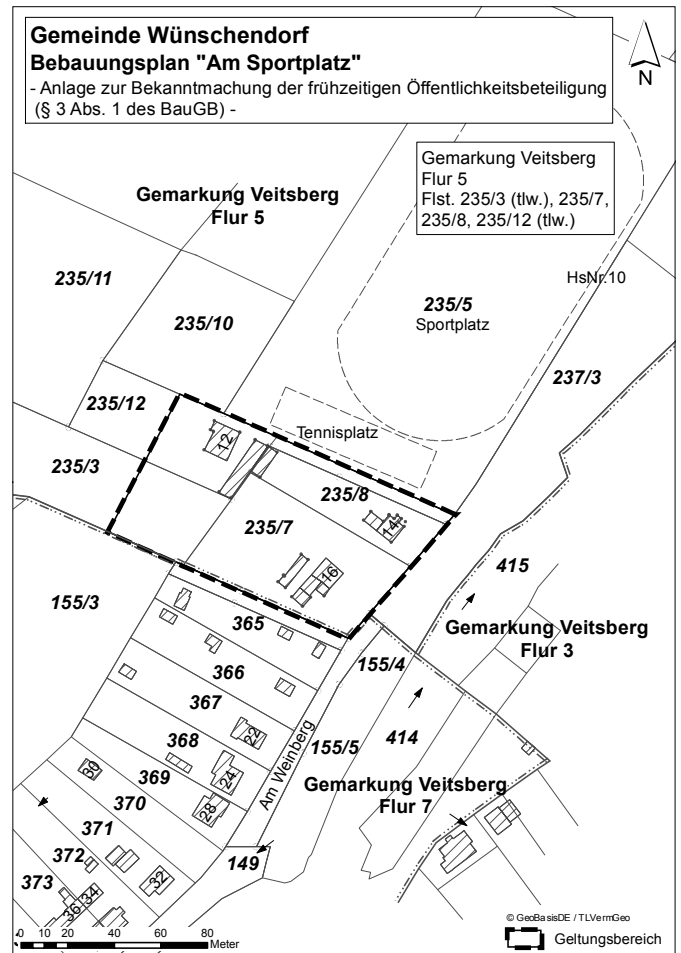 Gemeinde Wünschendorf
Bebauungsplan "Am Sportplatz"
- Anlage zur Bekanntmachung der frühzeitigen Öffentlichkeitsbeteiligung
(§ 3 Abs. 1 des BauGB) -
N
Gemarkung Veitsberg
Flur 5
Flst. 235/3 (tlw.), 235/7,
235/8, 235/12 (tlw.)
Gemarkung Veitsberg
Flur 5
235/11
HsNr.10
235/5
Sportplatz
235/10
237/3
235/12
Tennisplatz
12
235/3
235/8
14
235/7
415
16
155/3
365
Gemarkung Veitsberg
Flur 3
366
155/4
367
22
368
155/5
414
Am Weinberg
24
369
30
Gemarkung Veitsberg
Flur 7
370
28
371
372
149
32
373
34
36
© GeoBasisDE / TLVermGeo
0 10 20 40 60 80
Meter
Geltungsbereich